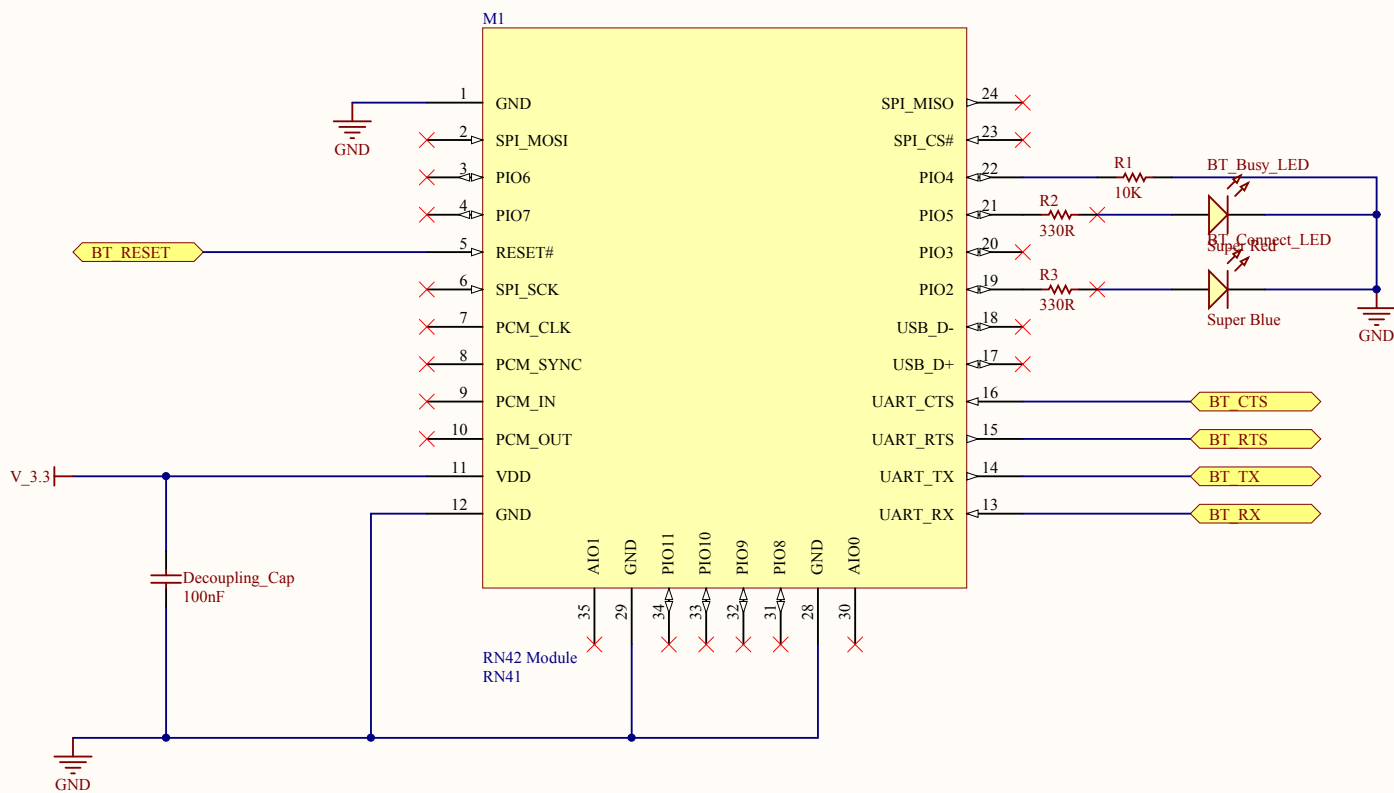 M1
1 GND
GND
2 SPI_MOSI
3 PIO6
4 PIO7
BT_RESET 5 RESET#
6 SPI_SCK
7 PCM_CLK
8 PCM_SYNC
9 PCM_IN
10 PCM_OUT
V_3.3 11 VDD
12 GND
Decoupling_Cap
100nF
GND
SPI_MISO 24
SPI_CS# 23
PIO4 22
R1
10K
BT_Busy_LED
PIO5 21
R2
330R
Super Red
BT_Connect_LED
PIO3 20
PIO2 19
R3
330R
Super Blue
GND
USB_D- 18
USB_D+ 17
UART_CTS 16 BT_CTS
UART_RTS 15 BT_RTS
UART_TX 14 BT_TX
UART_RX 13 BT_RX
AIO1 35
GND 29
PIO11 34
PIO10 33
PIO9 32
PIO8 31
GND 28
AIO0 30
RN42 Module
RN41